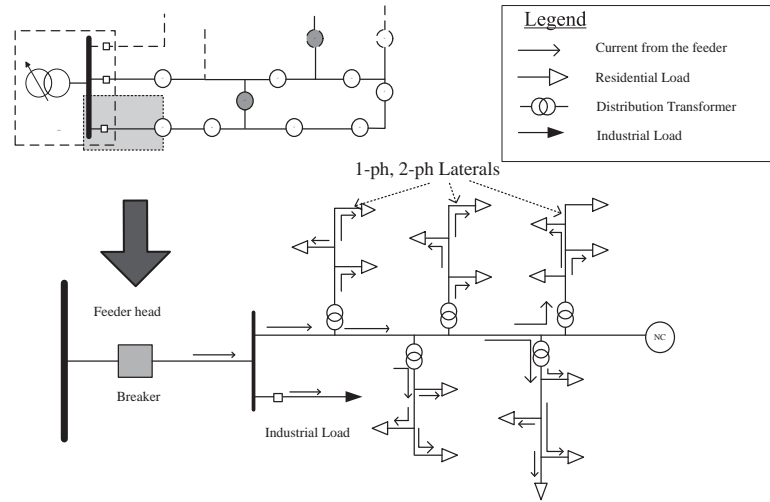 Legend
Current from the feeder
Residential Load
Distribution Transformer
Industrial Load
1-ph, 2-ph Laterals
Feeder head
NC
Breaker
Industrial Load